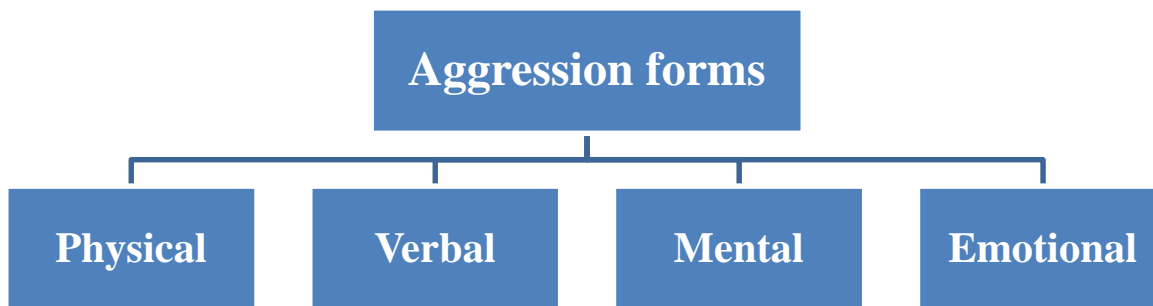 Aggression forms
Physical
Verbal
Mental
Emotional